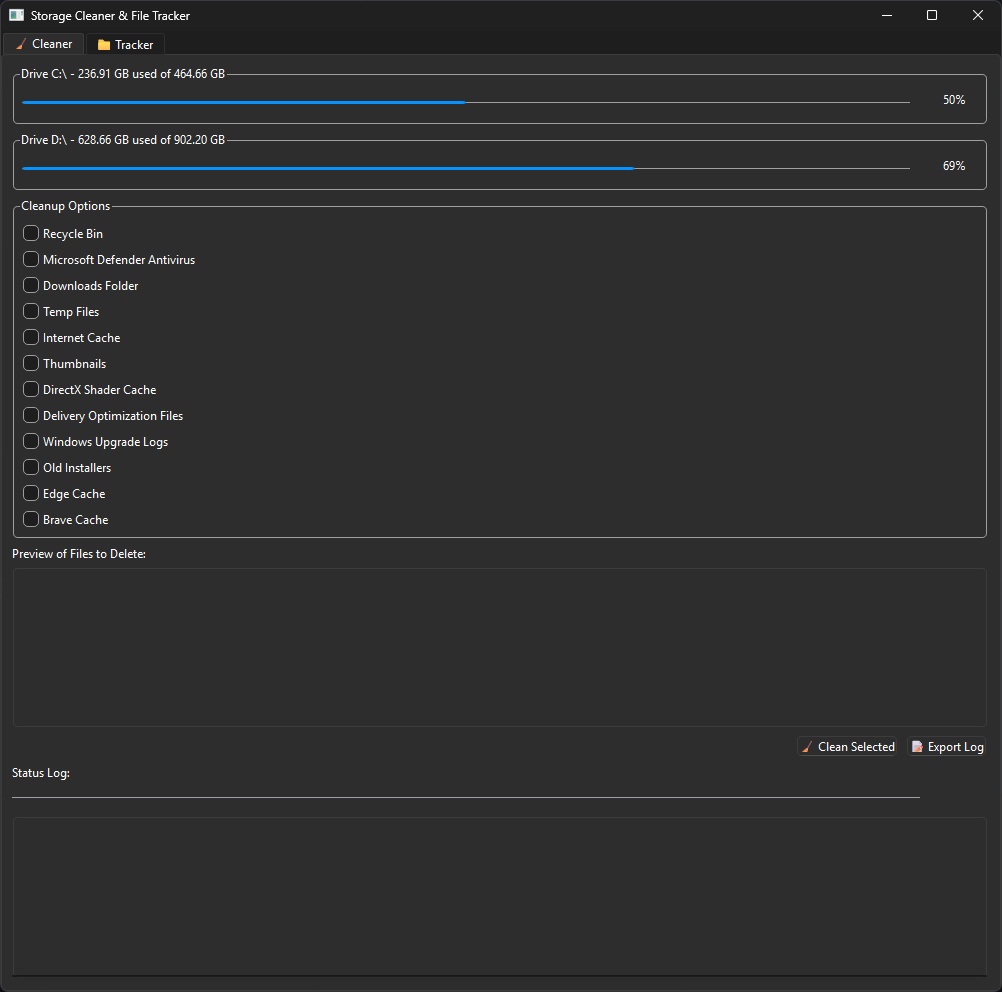 Storage Cleaner & File Tracker
Cleaner Tracker
Drive C:\ - 236.91 GB used of 464.66 GB
50%
Drive D:\ - 628.66 GB used of 902.20 GB
69%
Cleanup Options
Recycle Bin
Microsoft Defender Antivirus
Downloads Folder
Temp Files
Internet Cache
Thumbnails
DirectX Shader Cache
Delivery Optimization Files
Windows Upgrade Logs
Old Installers
Edge Cache
Brave Cache
Preview of Files to Delete:
Clean Selected Export Log
Status Log: